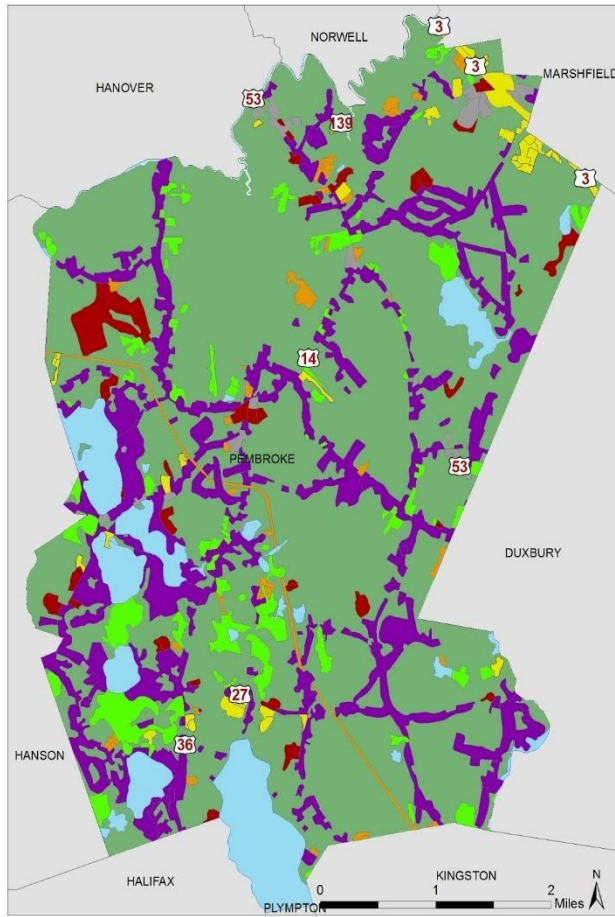 NORWELL
3
HANOVER
3
MARSHFIELD
53
139
3
14
PEMBROKE
53
DUXBURY
27
36
HANSON
HALIFAX
KINGSTON
N
0 1 2
Miles
PLYMPTON